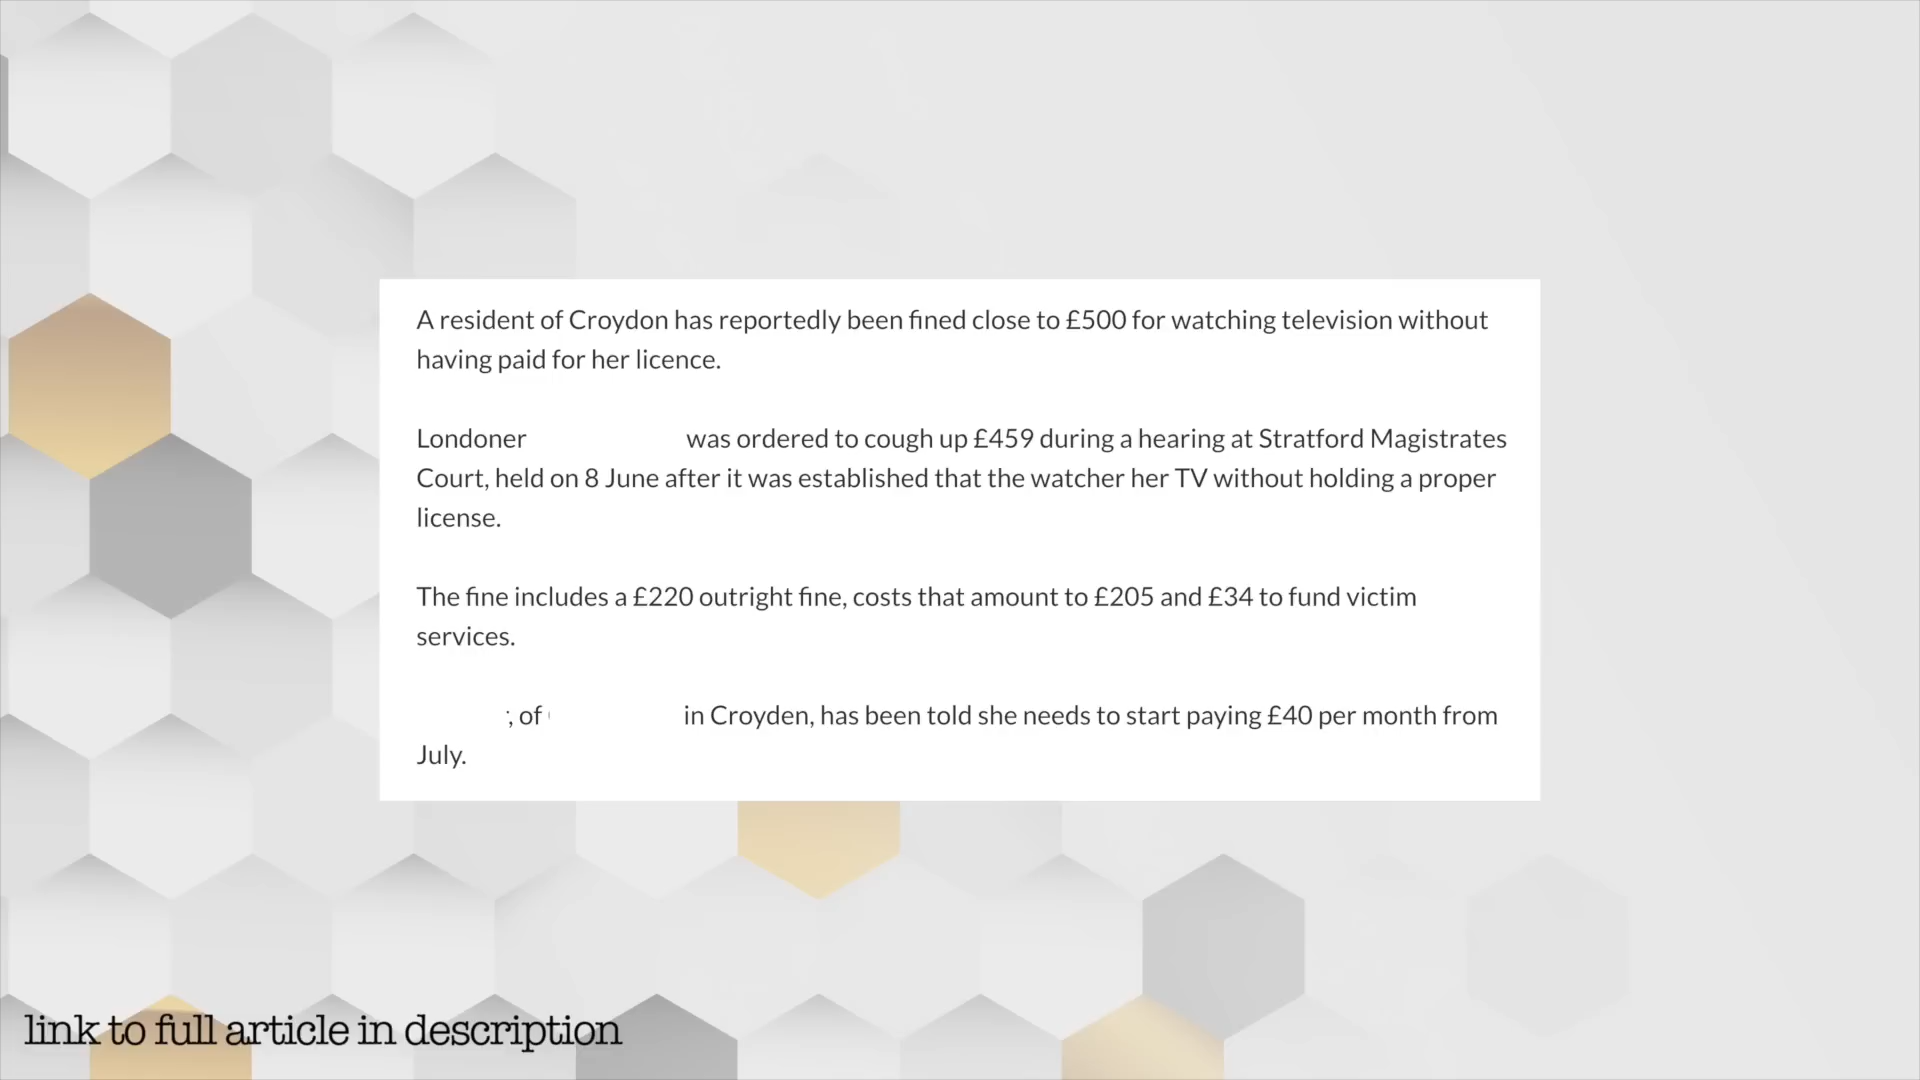 A resident of Croydon has reportedly been fined close to £500 for watching television without
having paid for her licence.
Londoner was ordered to cough up £459 during a hearing at Stratford Magistrates
Court, held on 8 June after it was established that the watcher her TV without holding a proper
license.
The fine includes a £220 outright fine, costs that amount to £205 and £34 to fund victim
services.
, of in Croyden, has been told she needs to start paying £40 per month from
July.
link to full article in description